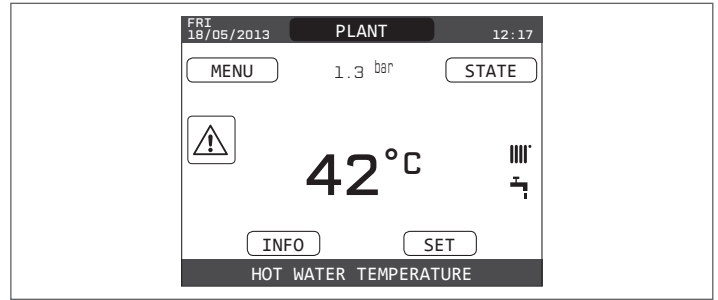 FRI
18/05/2013 PLANT 12:17
MENU 1.3 bar STATE
42°C
INFO SET
HOT WATER TEMPERATURE